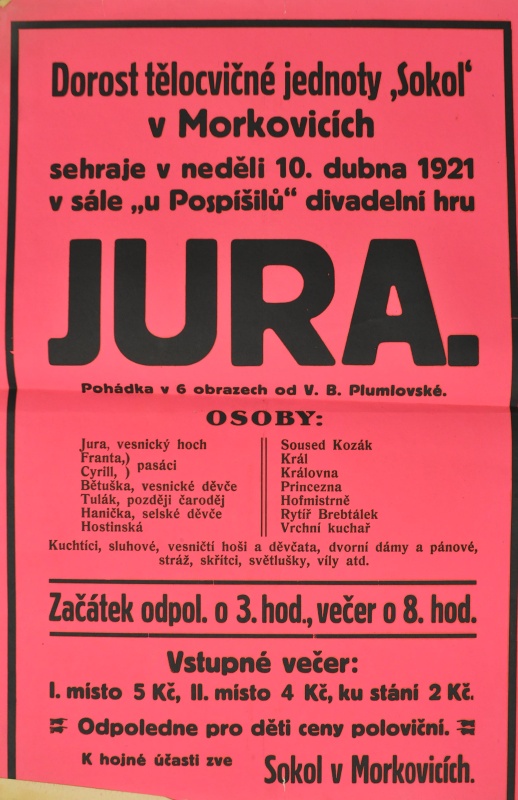 Dorost tělocvičné jednoty ‚Sokol‘
v Morkovicích
sehraje v neděli 10. dubna 1921
v sále „u Pospíšilů“ divadelní hru
JURA.
Pohádka v 6 obrazech od V. B. Plumlovské.
OSOBY:
Jura, vesnický hoch
Franta,)
Cyrill, ) pasáci
Bětuška, vesnické děvče
Tulák, později čaroděj
Hanička, selské děvče
Hostinská
Soused Kozák
Král
Královna
Princezna
Hofmistrně
Rytíř Brebtálek
Vrchní kuchař
Kuchtíci, sluhové, vesničtí hoši a děvčata, dvorní dámy a pánové,
stráž, skřítci, světlušky, víly atd.
Začátek odpol. o 3. hod., večer o 8. hod.
Vstupné večer:
I. místo 5 Kč, II. místo 4 Kč, ku stání 2 Kč.
Odpoledne pro děti ceny poloviční.
K hojné účasti zve
Sokol v Morkovicích.